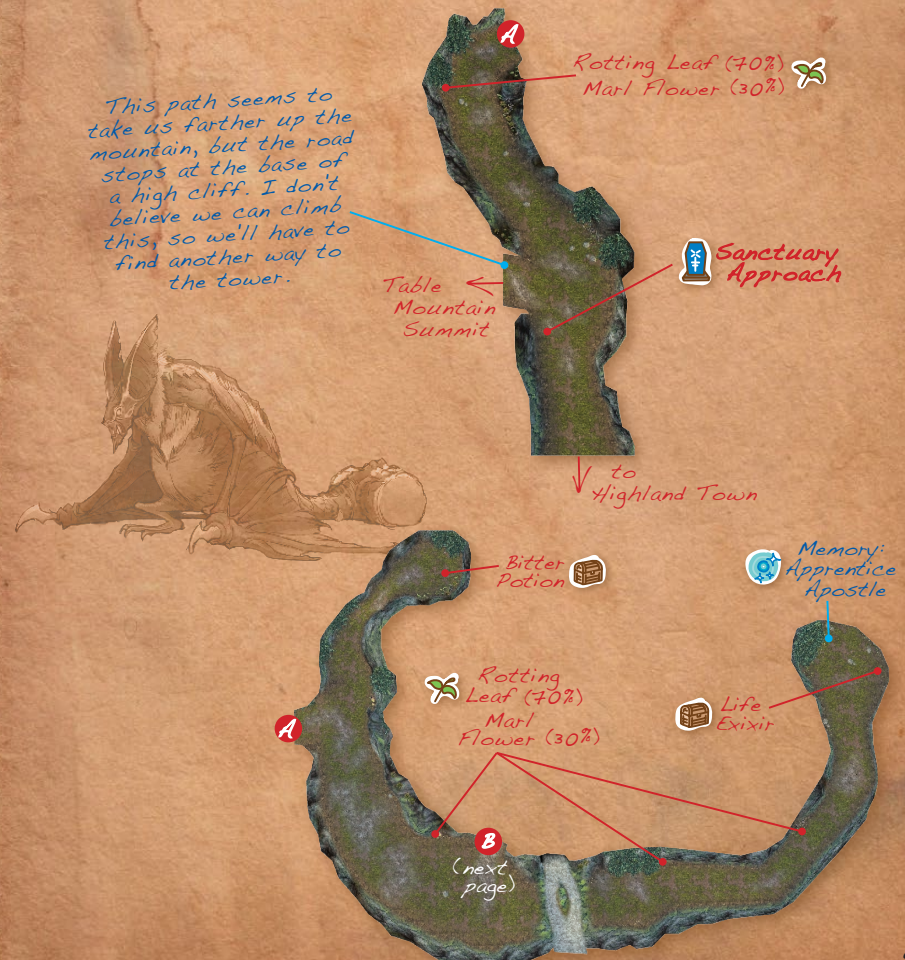 A
Rotting Leaf (70%)
Marl Flower (30%)
This path seems to
take us farther up the
mountain, but the road
stops at the base of
a high cliff. I don't
believe we can climb
this, so we'll have to
find another way to
the tower.
Sanctuary
Approach
Table
Mountain
Summit
to
Highland Town
Bitter
Potion
Memory:
Apprentice
Apostle
Rotting
Leaf (70%)
Marl
Flower (30%)
Life
Exixir
A
B
(next
page)